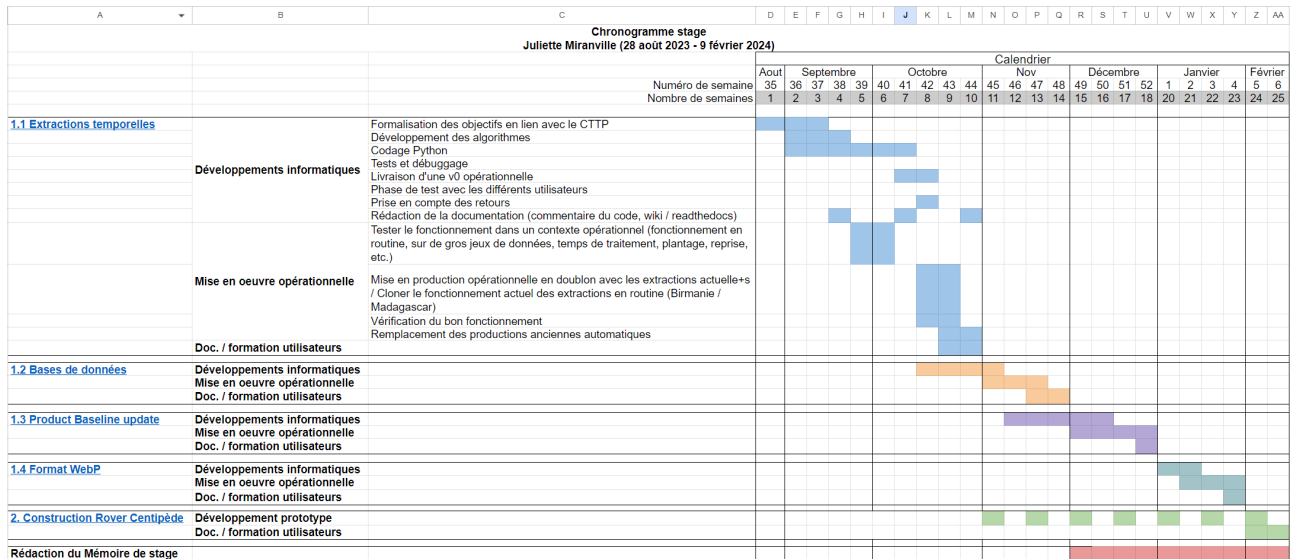 A B C D E F G H I J K L M N O P Q R S T U V W X Y Z AA
Chronogramme stage
Juliette Miranville (28 août 2023 - 9 février 2024)
Calendrier
Aout Septembre Octobre Nov Décembre Janvier Février
Numéro de semaine 35 36 37 38 39 40 41 42 43 44 45 46 47 48 49 50 51 52 1 2 3 4 5 6
Nombre de semaines 1 2 3 4 5 6 7 8 9 10 11 12 13 14 15 16 17 18 20 21 22 23 24 25
1.1 Extractions temporelles
Développements informatiques
Formalisation des objectifs en lien avec le CTTP
Développement des algorithmes
Codage Python
Tests et débuggage
Livraison d'une v0 opérationnelle
Phase de test avec les différents utilisateurs
Prise en compte des retours
Rédaction de la documentation (commentaire du code, wiki / readthedocs)
Mise en oeuvre opérationnelle
Tester le fonctionnement dans un contexte opérationnel (fonctionnement en
routine, sur de gros jeux de données, temps de traitement, plantage, reprise,
etc.)
Mise en production opérationnelle en doublon avec les extractions actuelle+s
/ Cloner le fonctionnement actuel des extractions en routine (Birmanie /
Madagascar)
Vérification du bon fonctionnement
Remplacement des productions anciennes automatiques
Doc. / formation utilisateurs
1.2 Bases de données Développements informatiques
Mise en oeuvre opérationnelle
Doc. / formation utilisateurs
1.3 Product Baseline update Développements informatiques
Mise en oeuvre opérationnelle
Doc. / formation utilisateurs
1.4 Format WebP Développements informatiques
Mise en oeuvre opérationnelle
Doc. / formation utilisateurs
2. Construction Rover Centipède Développement prototype
Doc. / formation utilisateurs
Rédaction du Mémoire de stage